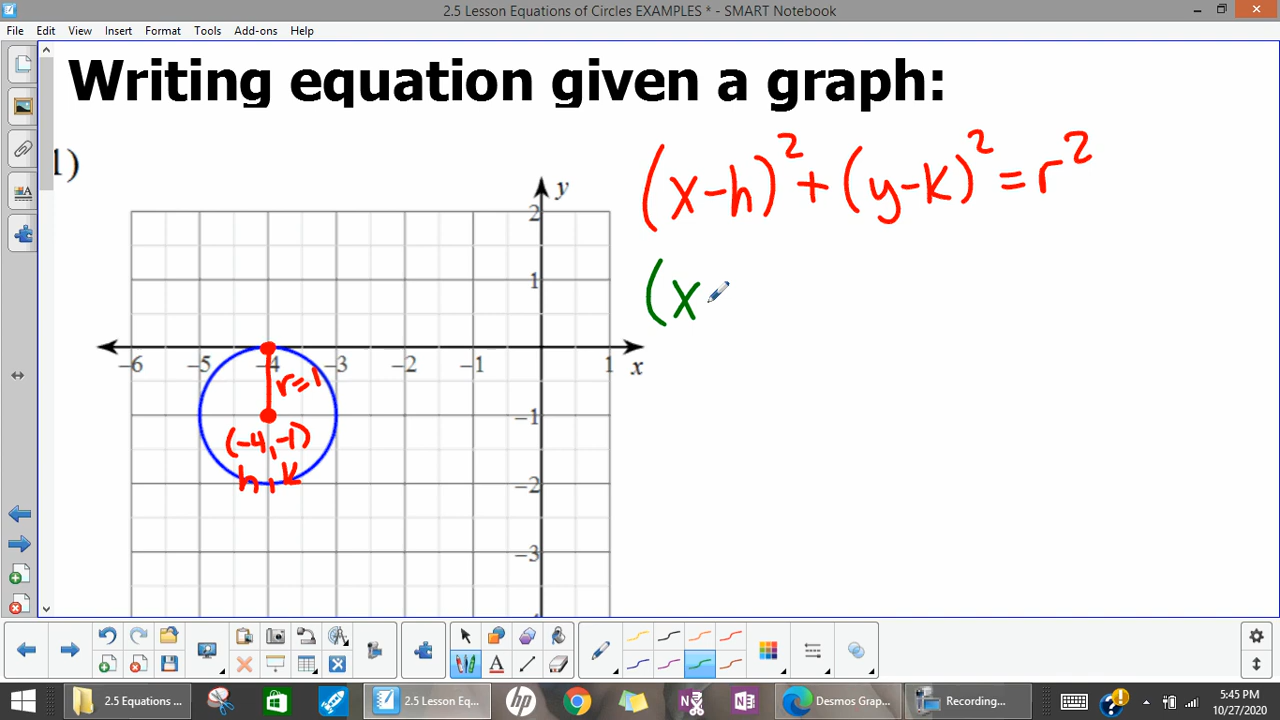 2.5 Lesson Equations of Circles EXAMPLES * - SMART Notebook
File Edit View Insert Format Tools Add-ons Help
Writing equation given a graph:
1)
(x-h)² + (y-k)² = r²
(x
y
2
1
-6 -5 -4 -3 -2 -1 1 x
r=1
-1
(-4, -1)
h, k
-2
-3
A
2.5 Equations ...
2.5 Lesson Eq...
hp
N
N
Desmos Grap...
Recording...
5:45 PM
10/27/2020